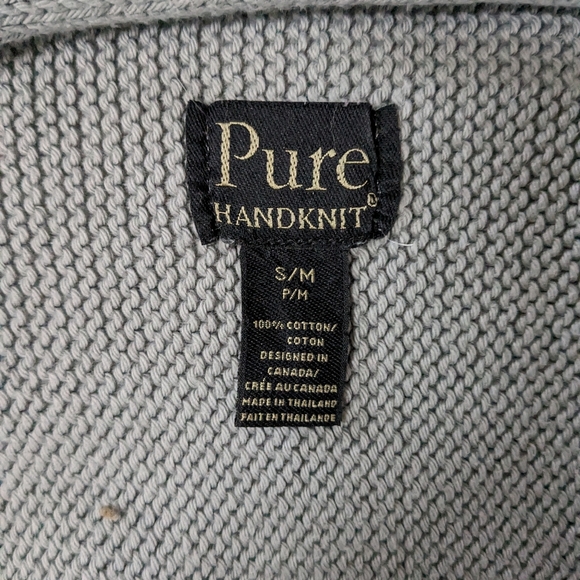 Pure
HANDKNIT®
S/M
P/M
100% COTTON/
COTON
DESIGNED IN
CANADA/
CRÉE AU CANADA
MADE IN THAILAND
FAIT EN THAILANDE